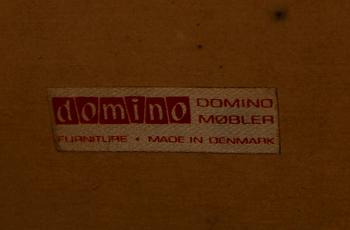 domino DOMINO
MØBLER
FURNITURE • MADE IN DENMARK